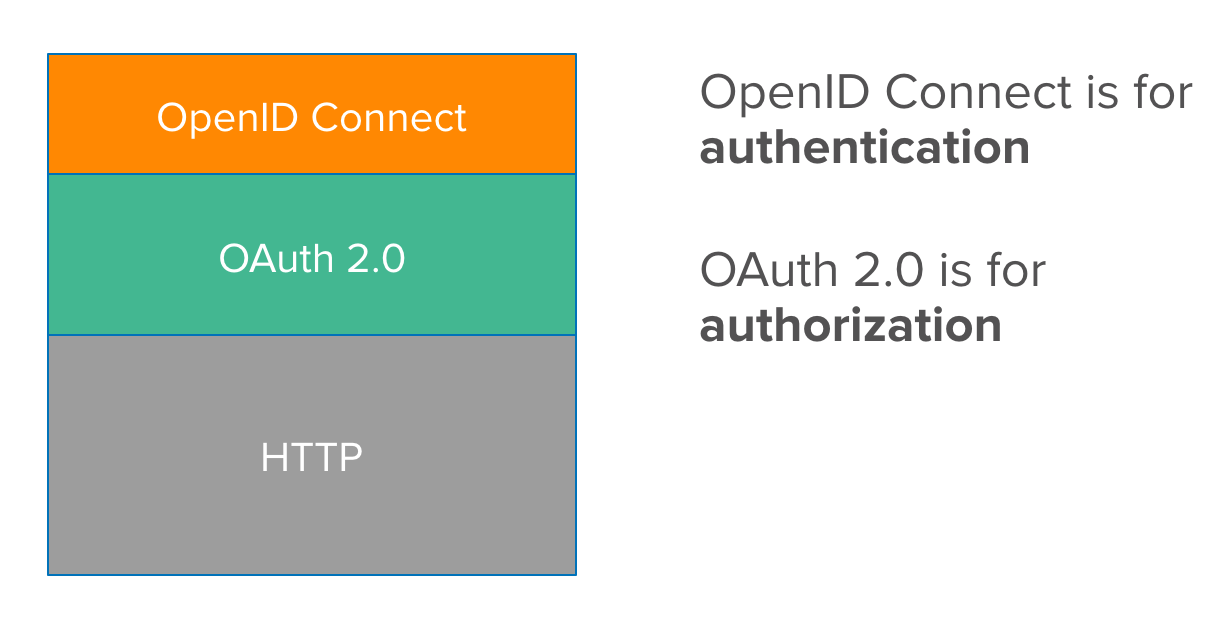 OpenID Connect
OAuth 2.0
HTTP
OpenID Connect is for
authentication
OAuth 2.0 is for
authorization